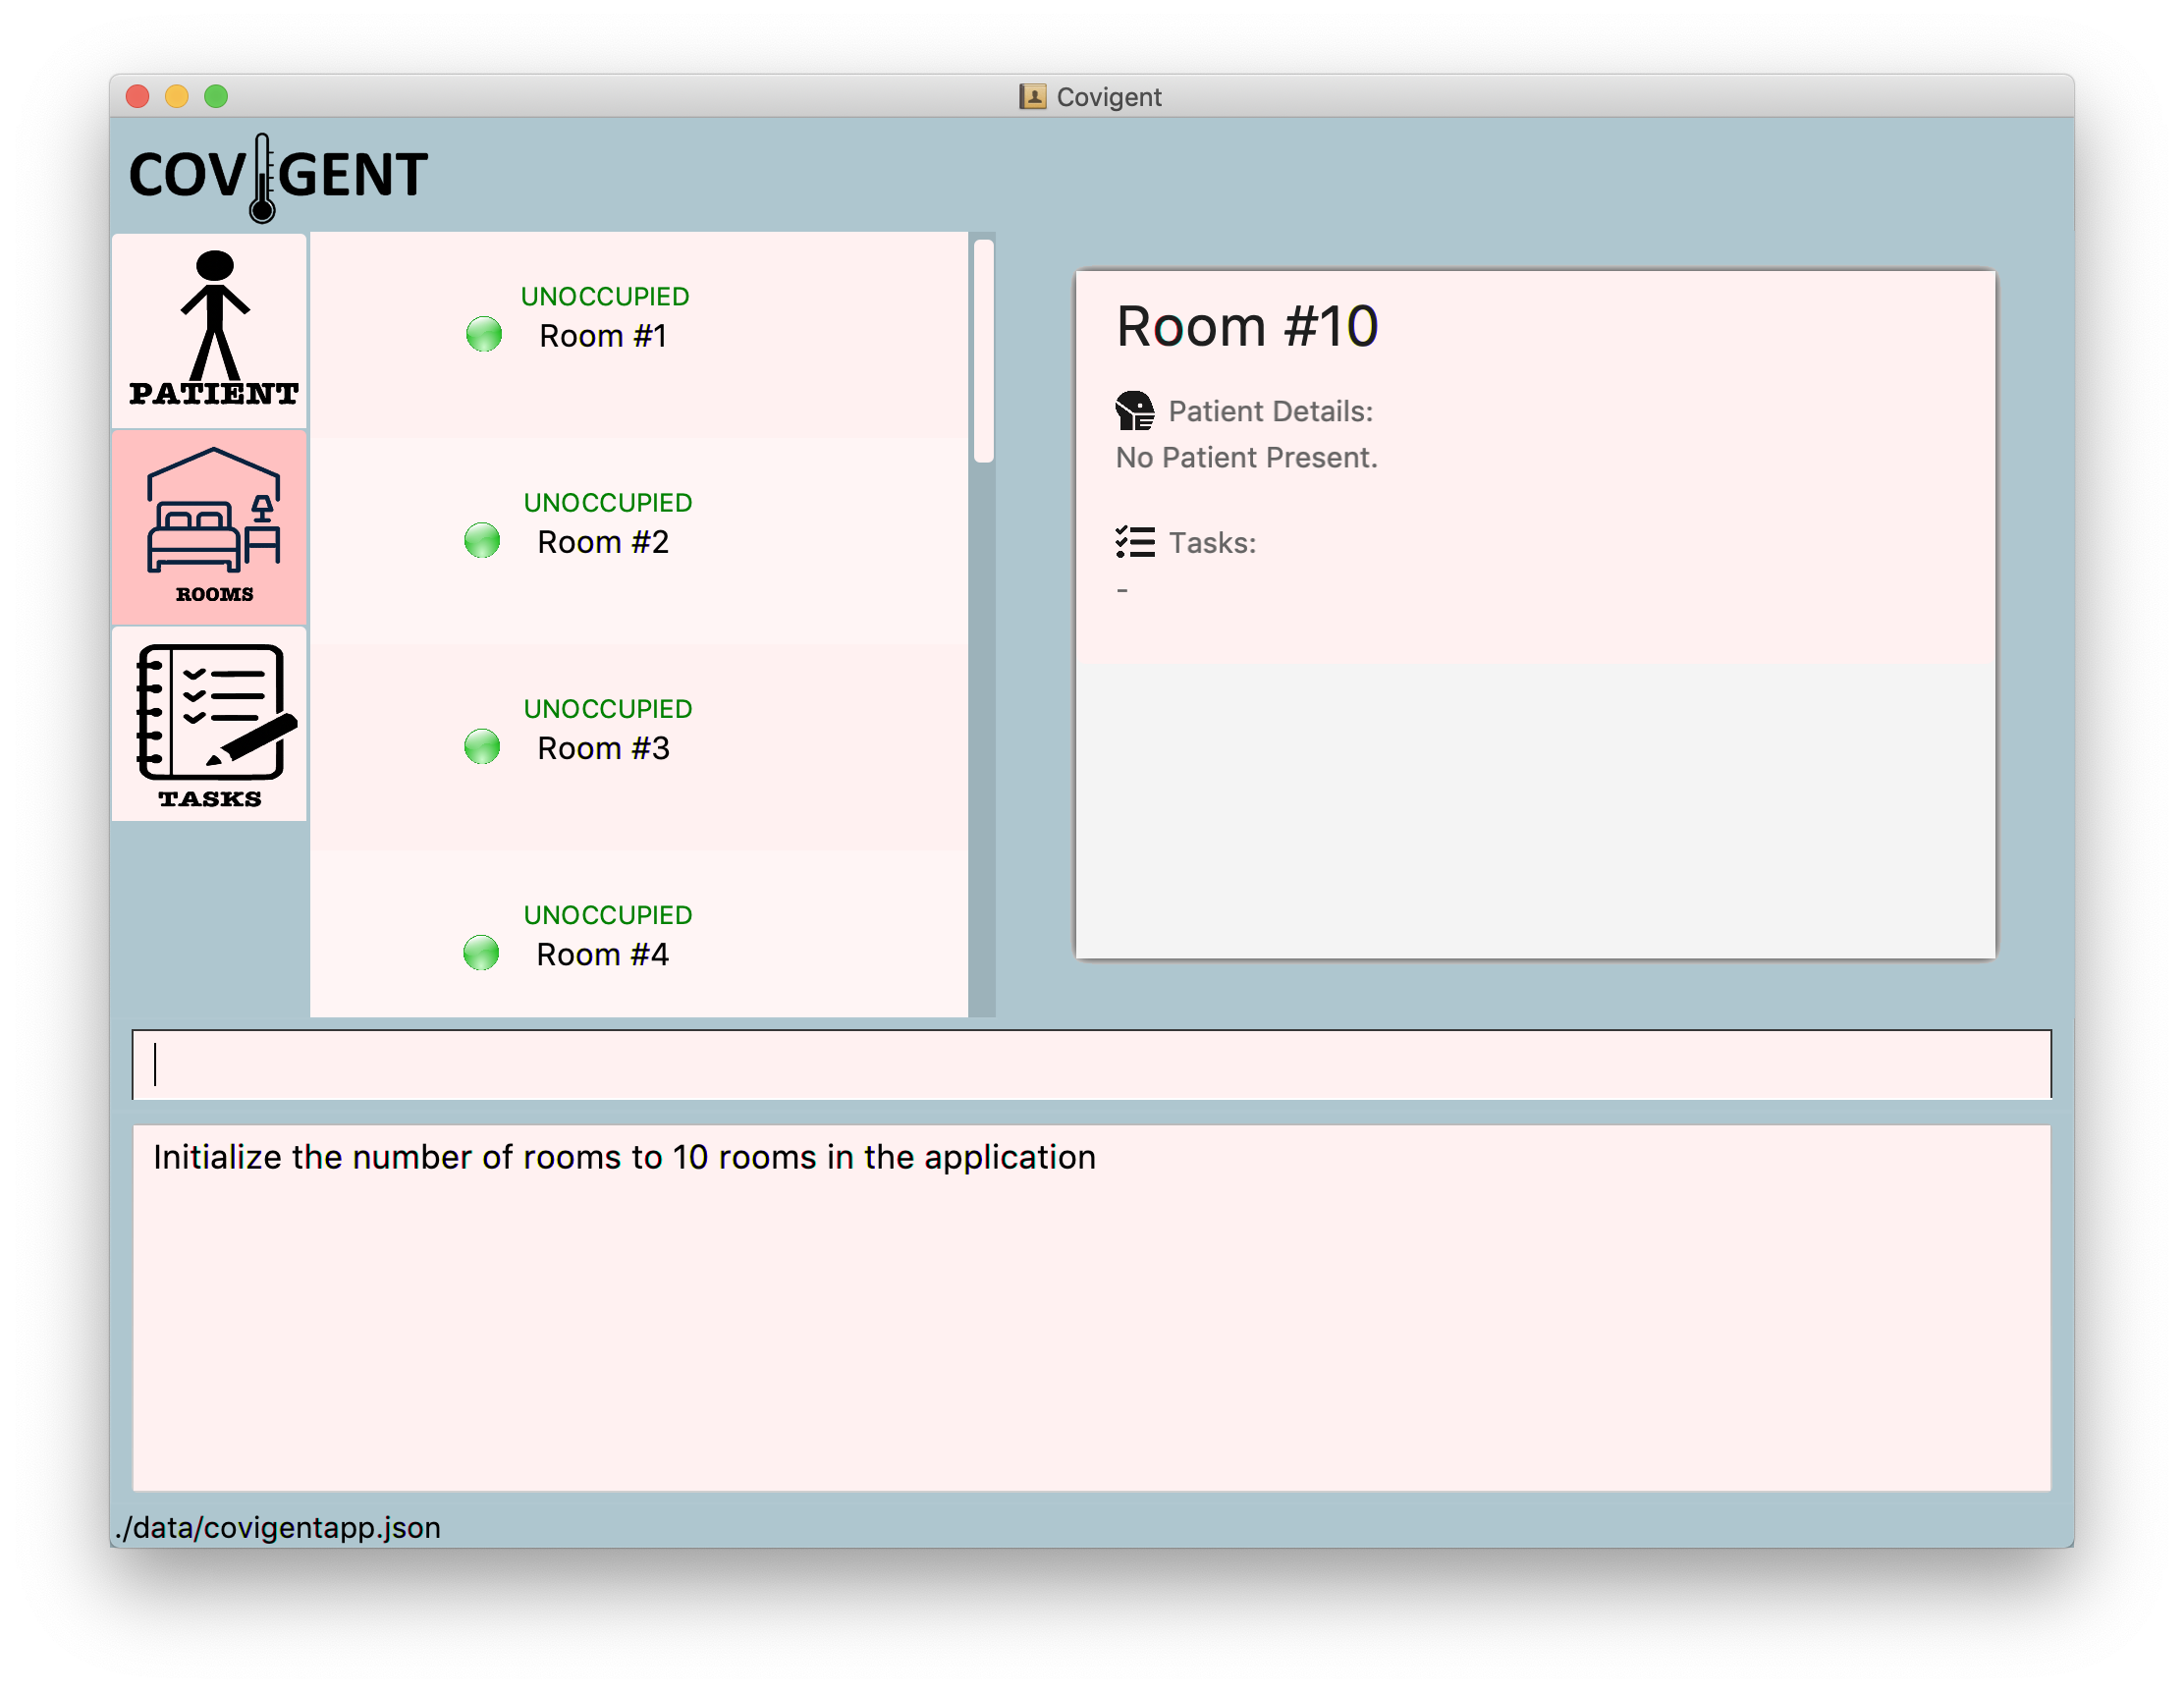 Covigent
COVIGENT
PATIENT
ROOMS
TASKS
UNOCCUPIED
Room #1
UNOCCUPIED
Room #2
UNOCCUPIED
Room #3
UNOCCUPIED
Room #4
Room #10
Patient Details:
No Patient Present.
Tasks:
-
Initialize the number of rooms to 10 rooms in the application
./data/covigentapp.json